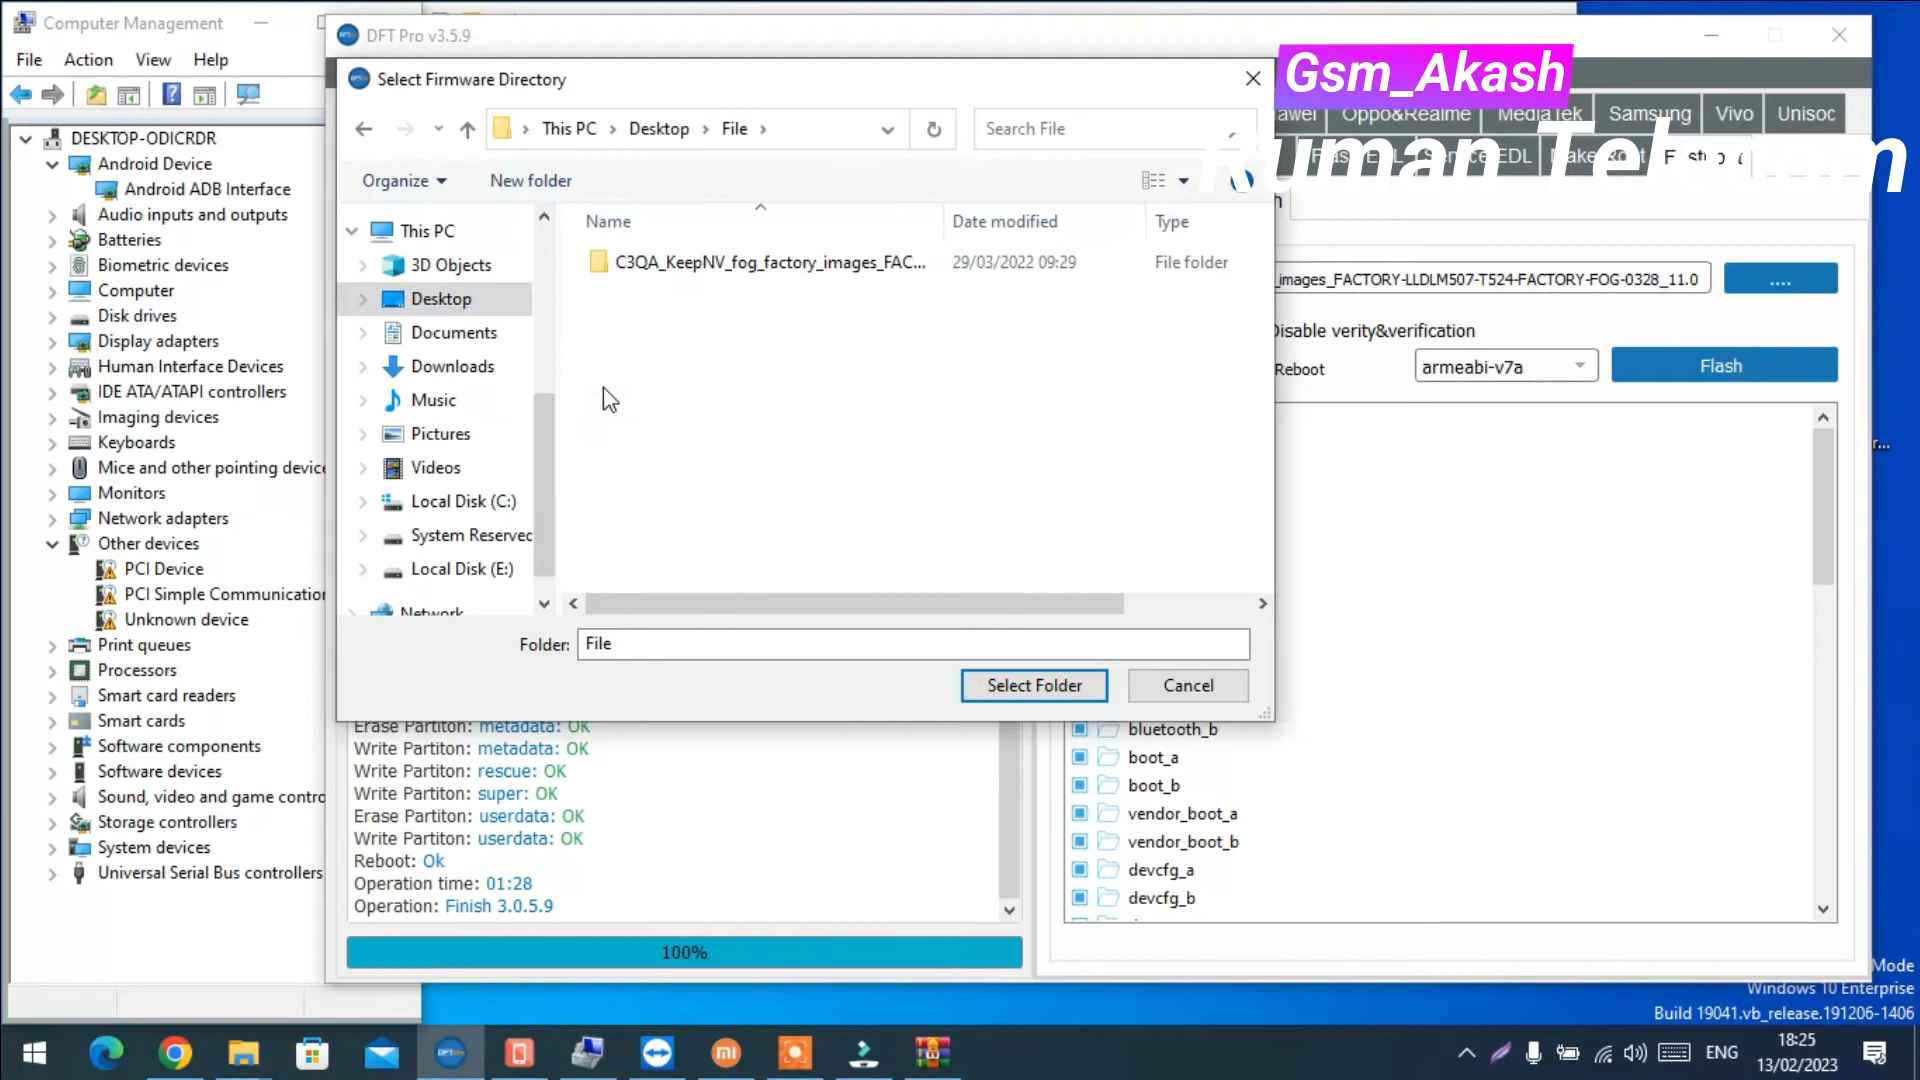 Computer Management
File Action View Help
DESKTOP-ODICRDR
Android Device
Android ADB Interface
Audio inputs and outputs
Batteries
Biometric devices
Computer
Disk drives
Display adapters
Human Interface Devices
IDE ATA/ATAPI controllers
Imaging devices
Keyboards
Mice and other pointing device
Monitors
Network adapters
Other devices
PCI Device
PCI Simple Communication
Unknown device
Print queues
Processors
Smart card readers
Smart cards
Software components
Software devices
Sound, video and game contro
Storage controllers
System devices
Universal Serial Bus controllers
DFT Pro v3.5.9
Select Firmware Directory
This PC > Desktop > File >
Search File
Organize
New folder
This PC
3D Objects
Desktop
Documents
Downloads
Music
Pictures
Videos
Local Disk (C:)
System Reserved
Local Disk (E:)
Network
Name Date modified Type
C3QA_KeepNV_fog_factory_images_FAC... 29/03/2022 09:29 File folder
Folder: File
Select Folder Cancel
Gsm_Akash
Oppo&Realme MediaTek Samsung Vivo Unisoc
_images_FACTORY-LLDLM507-T524-FACTORY-FOG-0328_11.0 ....
Disable verity&verification
Reboot armeabi-v7a Flash
bluetooth_b
boot_a
boot_b
vendor_boot_a
vendor_boot_b
devcfg_a
devcfg_b
Erase Partiton: metadata: OK
Write Partiton: metadata: OK
Write Partiton: rescue: OK
Write Partiton: super: OK
Erase Partiton: userdata: OK
Write Partiton: userdata: OK
Reboot: Ok
Operation time: 01:28
Operation: Finish 3.0.5.9
100%
Mode
Windows 10 Enterprise
Build 19041.vb_release.191206-1406
ENG
18:25
13/02/2023